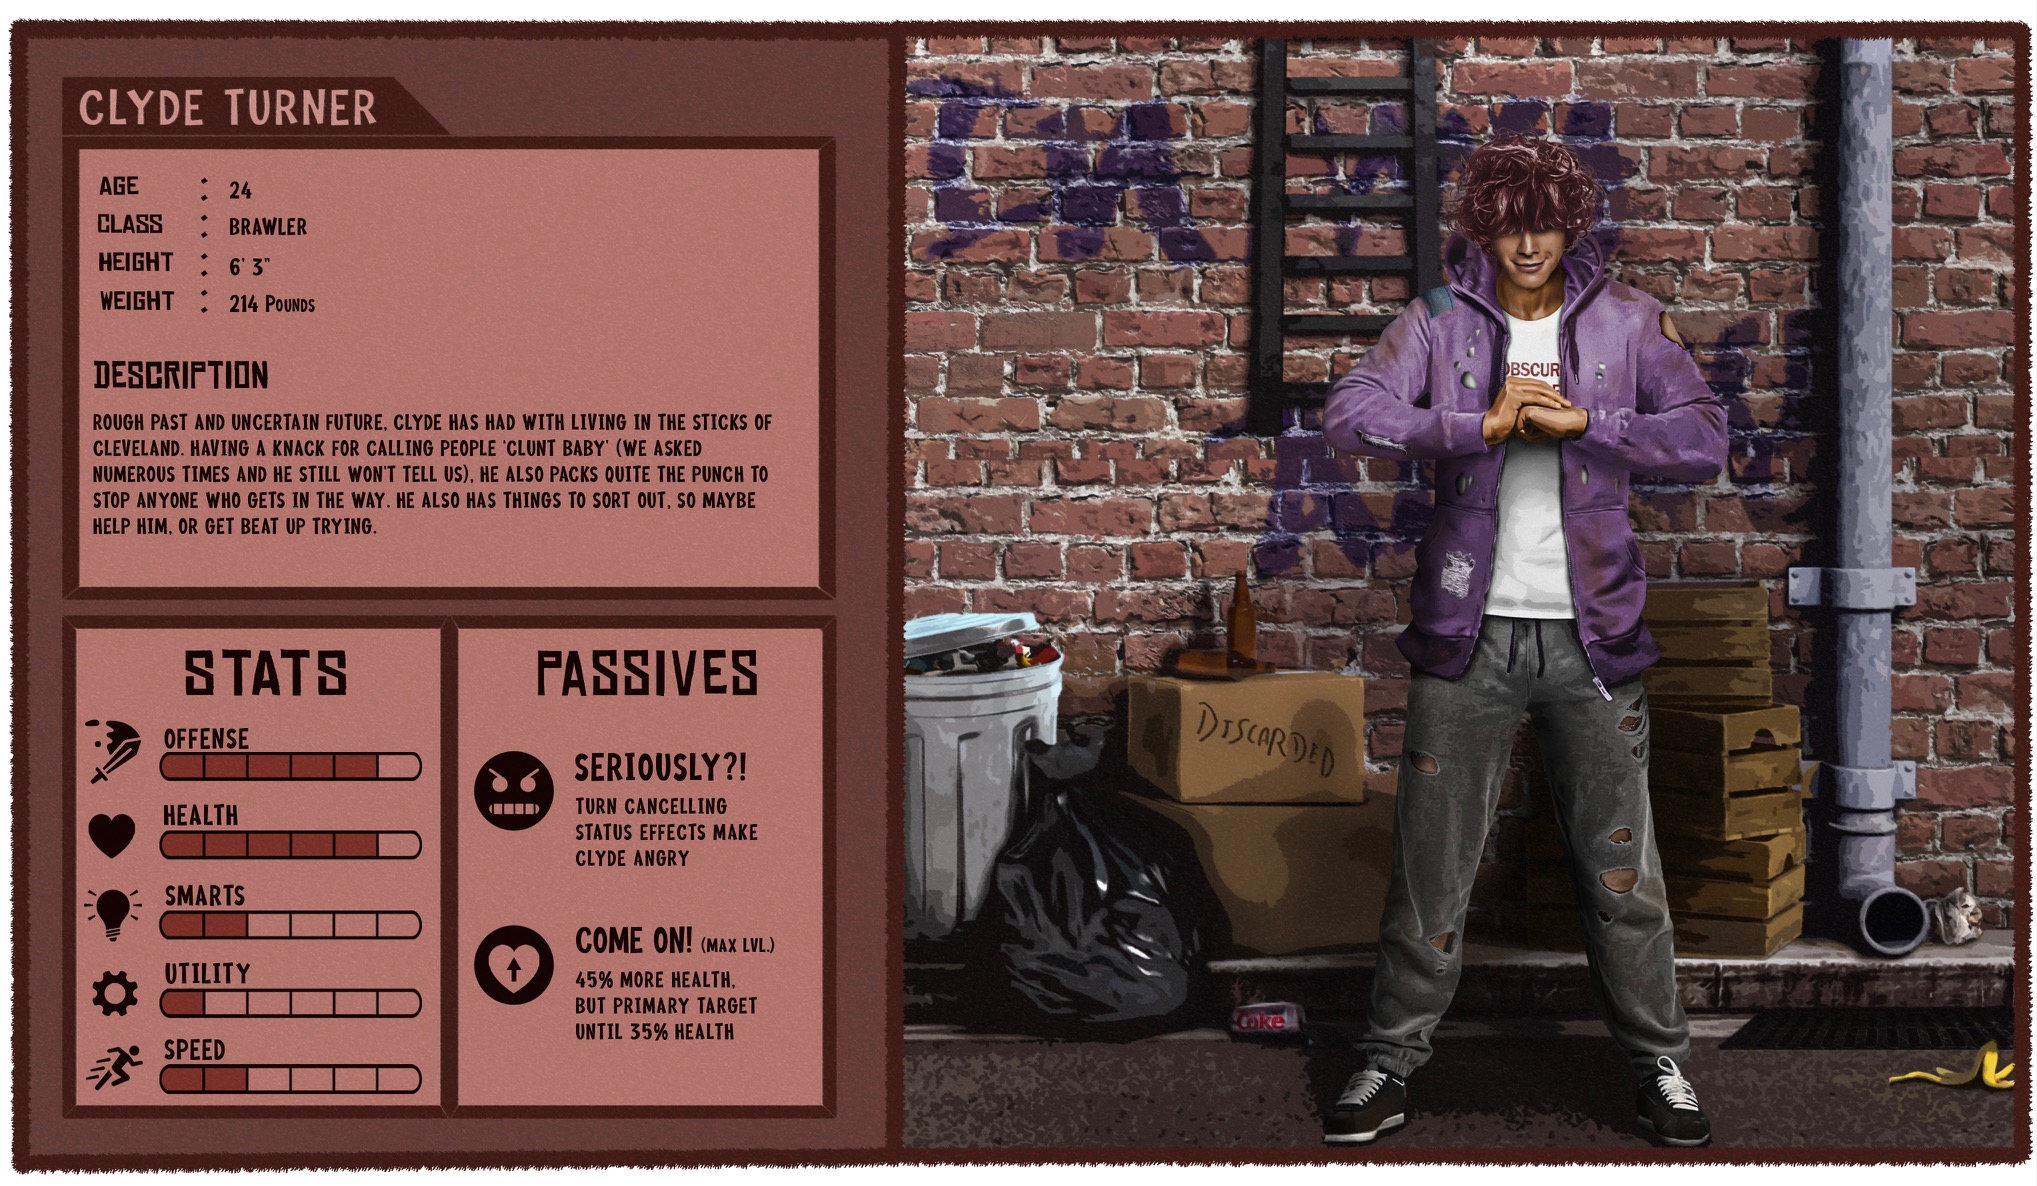 CLYDE TURNER
AGE : 24
CLASS : BRAWLER
HEIGHT : 6' 3"
WEIGHT : 214 POUNDS
DESCRIPTION
ROUGH PAST AND UNCERTAIN FUTURE, CLYDE HAS HAD WITH LIVING IN THE STICKS OF
CLEVELAND. HAVING A KNACK FOR CALLING PEOPLE 'CLUNT BABY' (WE ASKED
NUMEROUS TIMES AND HE STILL WON'T TELL US), HE ALSO PACKS QUITE THE PUNCH TO
STOP ANYONE WHO GETS IN THE WAY. HE ALSO HAS THINGS TO SORT OUT, SO MAYBE
HELP HIM, OR GET BEAT UP TRYING.
STATS
OFFENSE
HEALTH
SMARTS
UTILITY
SPEED
PASSIVES
SERIOUSLY?!
TURN CANCELLING
STATUS EFFECTS MAKE
CLYDE ANGRY
COME ON! (MAX LVL.)
45% MORE HEALTH,
BUT PRIMARY TARGET
UNTIL 35% HEALTH
OBSCUR
DISCARDED
Coke